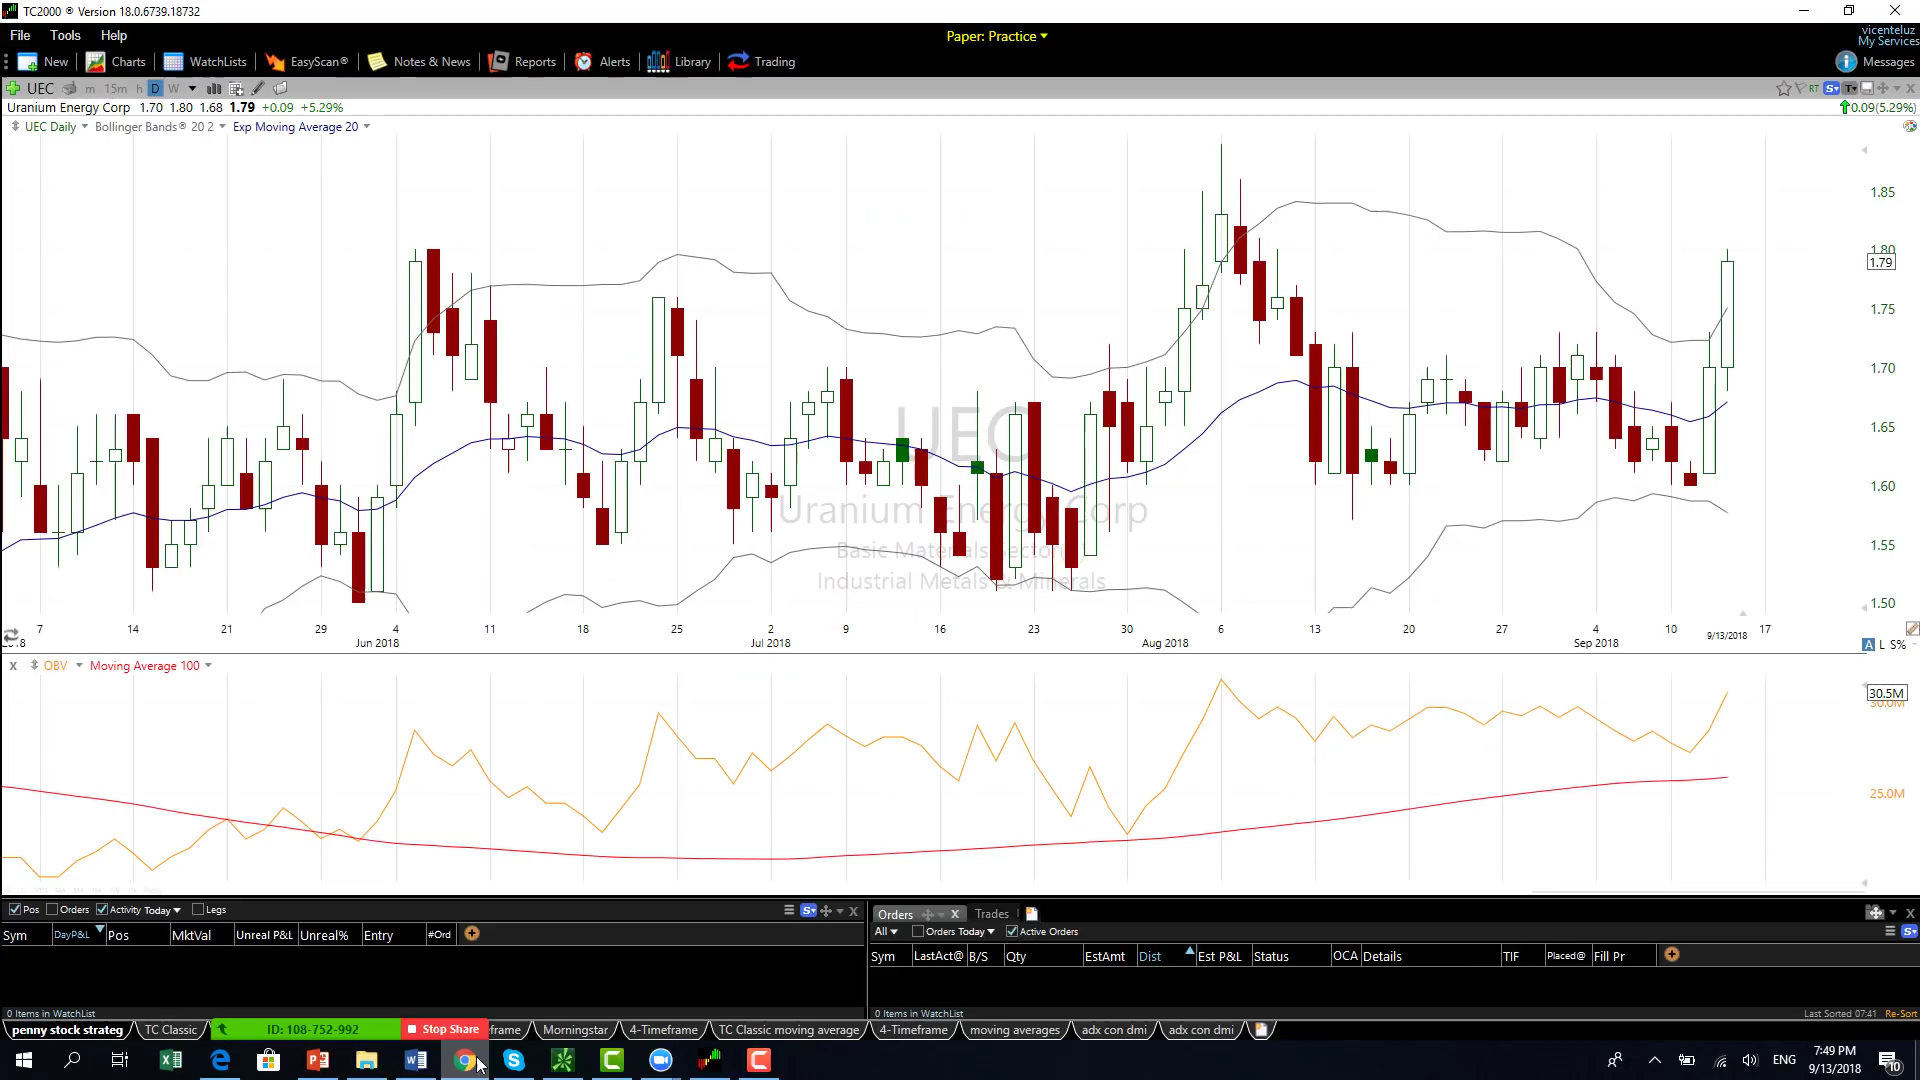 TC2000 ® Version 18.0.6739.18732
File Tools Help
Paper: Practice
vicenteluz
My Services
New Charts WatchLists EasyScan® Notes & News Reports Alerts Library Trading
Messages
UEC m 15m h D W
RT S T
Uranium Energy Corp 1.70 1.80 1.68 1.79 +0.09 +5.29%
0.09(5.29%)
UEC Daily Bollinger Bands® 20 2 Exp Moving Average 20
1.85
1.80
1.79
1.75
1.70
1.65
1.60
1.55
1.50
UEC
Uranium Energy Corp
Basic Materials Sector
Industrial Metals & Minerals
7 14 21 29 4 11 18 25 2 9 16 23 30 6 13 20 27 4 10 9/13/2018 17
Jun 2018 Jul 2018 Aug 2018 Sep 2018
A L S%
X OBV Moving Average 100
30.5M
30.0M
25.0M
Pos Orders Activity Today Legs
S
Sym DayP&L Pos MktVal Unreal P&L Unreal% Entry #Ord
0 Items in WatchList
Orders X Trades
All Orders Today Active Orders
S
Sym LastAct@ B/S Qty EstAmt Dist Est P&L Status OCA Details TIF Placed@ Fill Pr
0 Items in WatchList
Last Sorted 07:41 Re-Sort
penny stock strateg TC Classic ID: 108-752-992 Stop Share eframe Morningstar 4-Timeframe TC Classic moving average 4-Timeframe moving averages adx con dmi adx con dmi
ENG
7:49 PM
9/13/2018
10